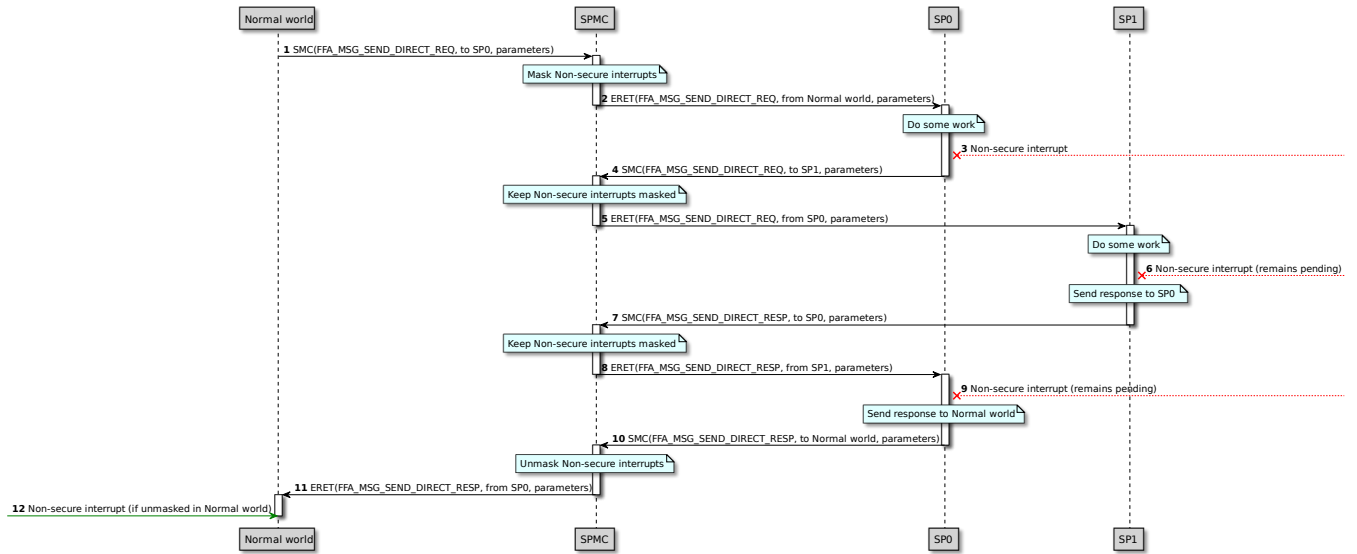 Normal world SPMC SP0 SP1
1 SMC(FFA_MSG_SEND_DIRECT_REQ, to SP0, parameters)
Mask Non-secure interrupts
2 ERET(FFA_MSG_SEND_DIRECT_REQ, from Normal world, parameters)
Do some work
3 Non-secure interrupt
4 SMC(FFA_MSG_SEND_DIRECT_REQ, to SP1, parameters)
Keep Non-secure interrupts masked
5 ERET(FFA_MSG_SEND_DIRECT_REQ, from SP0, parameters)
Do some work
6 Non-secure interrupt (remains pending)
Send response to SP0
7 SMC(FFA_MSG_SEND_DIRECT_RESP, to SP0, parameters)
Keep Non-secure interrupts masked
8 ERET(FFA_MSG_SEND_DIRECT_RESP, from SP1, parameters)
9 Non-secure interrupt (remains pending)
Send response to Normal world
10 SMC(FFA_MSG_SEND_DIRECT_RESP, to Normal world, parameters)
Unmask Non-secure interrupts
11 ERET(FFA_MSG_SEND_DIRECT_RESP, from SP0, parameters)
12 Non-secure interrupt (if unmasked in Normal world)
Normal world SPMC SP0 SP1